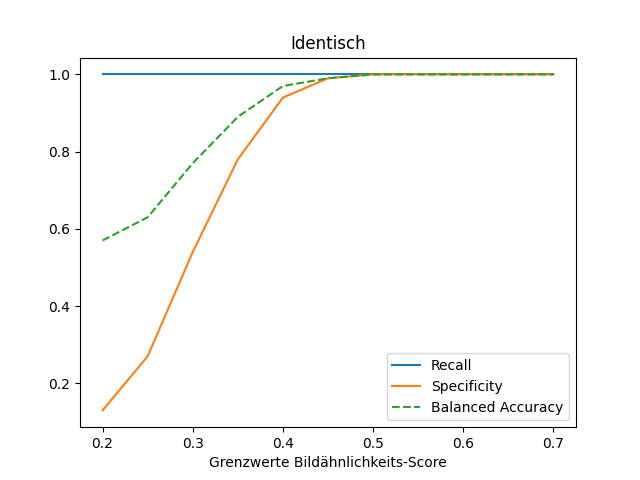 Identisch
1.0
0.8
0.6
0.4
0.2
0.2 0.3 0.4 0.5 0.6 0.7
Grenzwerte Bildähnlichkeits-Score
Recall
Specificity
Balanced Accuracy